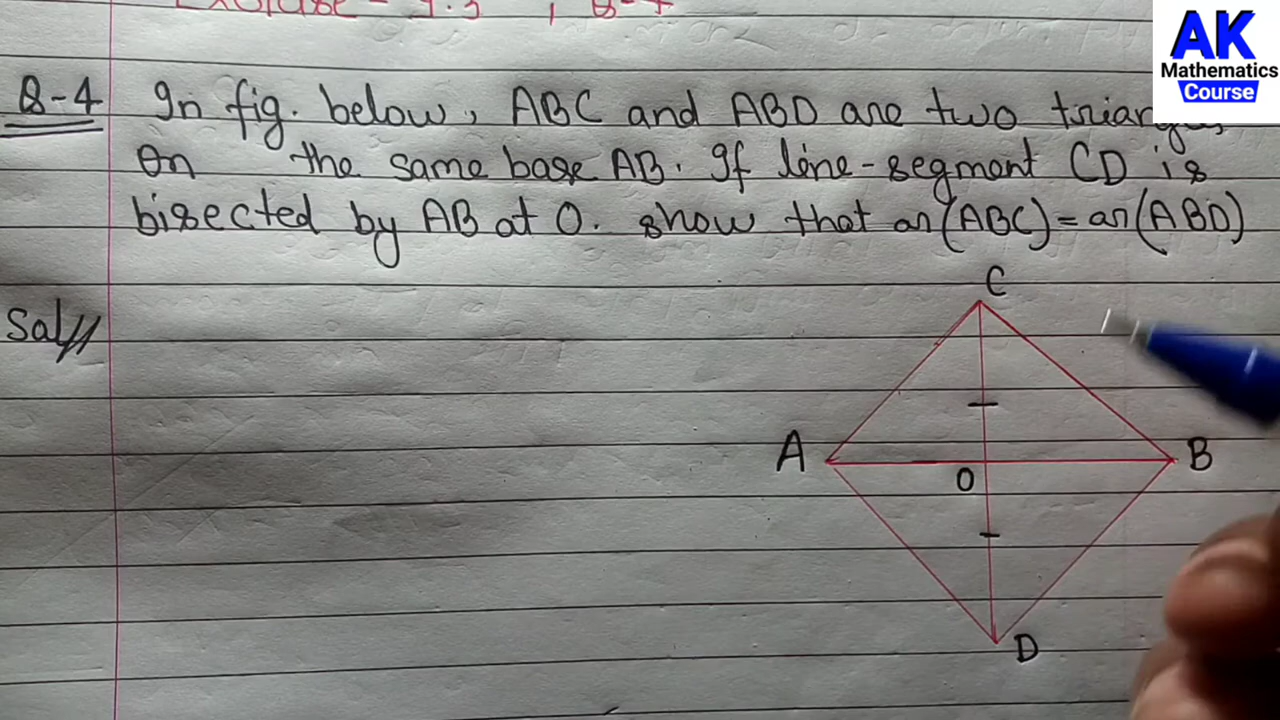 AK
Mathematics
Course
Q-4 In fig. below, ABC and ABD are two
on the same base AB. If line-segment CD is
bisected by AB at O. show that ar(ABC) = ar(ABD)
Sol//
C
A
B
O
D